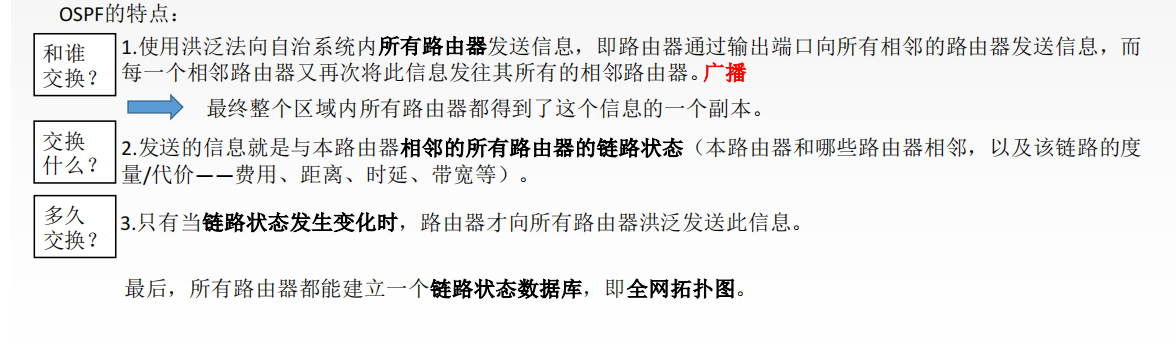 OSPF的特点：
和谁
交换？
1.使用洪泛法向自治系统内所有路由器发送信息，即路由器通过输出端口向所有相邻的路由器发送信息，而
每一个相邻路由器又再次将此信息发往其所有的相邻路由器。广播
最终整个区域内所有路由器都得到了这个信息的一个副本。
交换
什么？
2.发送的信息就是与本路由器相邻的所有路由器的链路状态（本路由器和哪些路由器相邻，以及该链路的度
量/代价——费用、距离、时延、带宽等）。
多久
交换？
3.只有当链路状态发生变化时，路由器才向所有路由器洪泛发送此信息。
最后，所有路由器都能建立一个链路状态数据库，即全网拓扑图。